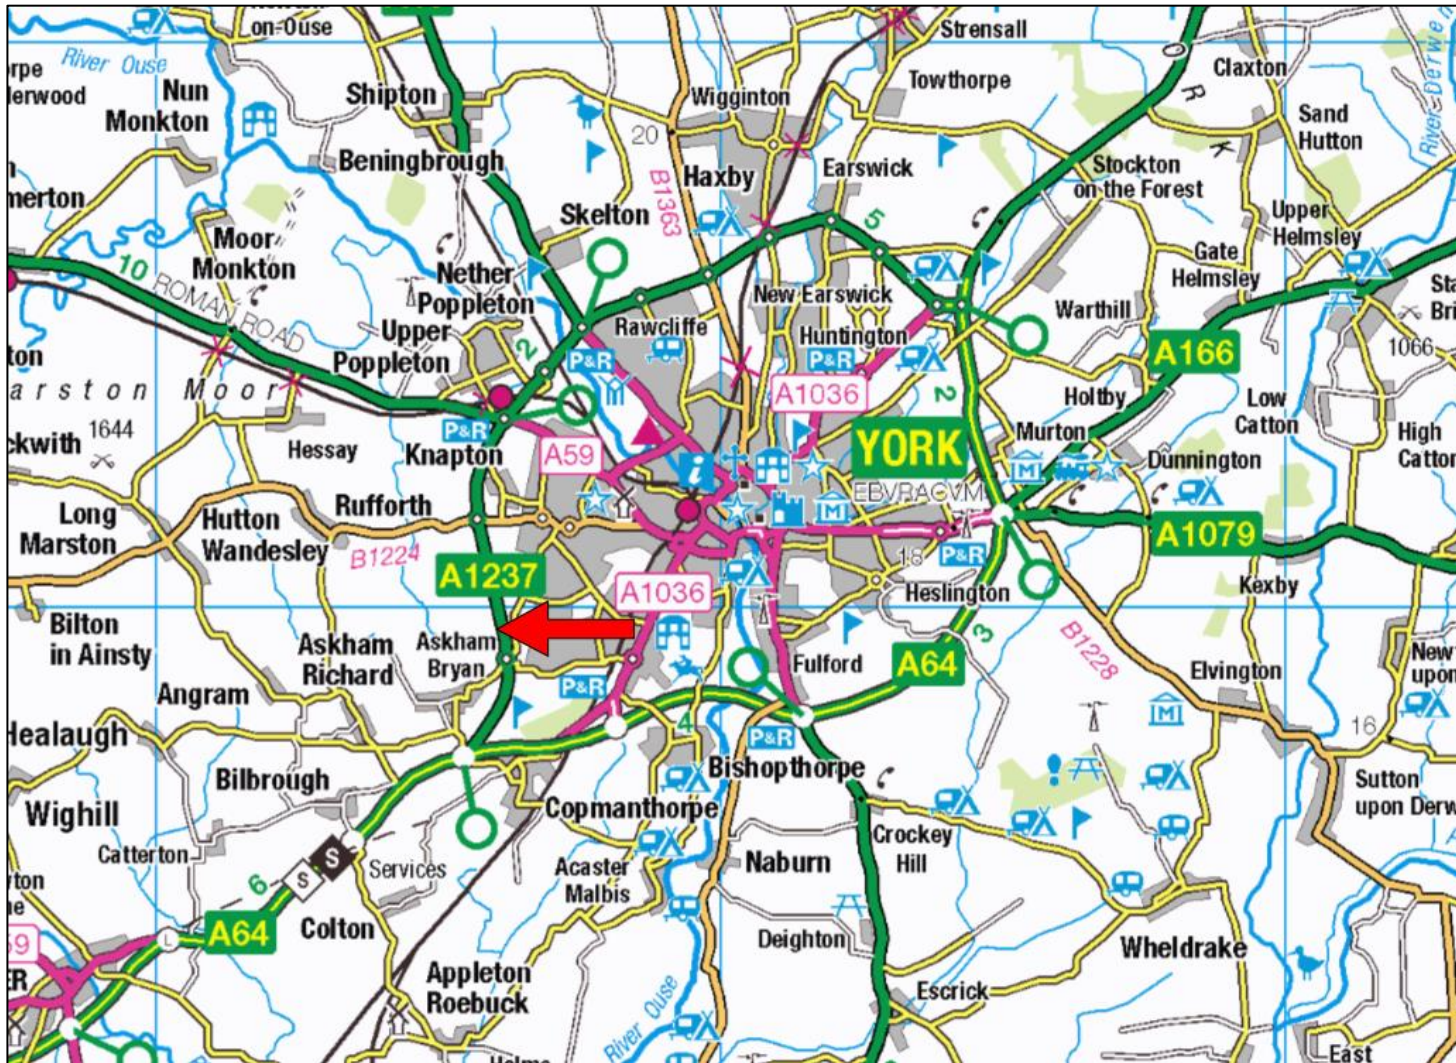 on-Ouse
Strensall
River Ouse
Claxton
Towthorpe
Nun
Monkton
Shipton
Wigginton
Sand
Hutton
20
Beningbrough
Haxby
Earswick
Stockton
on the Forest
River Derwe
O
R
K
B1363
Skelton
5
Upper
Helmsley
Moor
Monkton
Gate
Helmsley
10
ROMAN ROAD
Nether
Poppleton
New Earswick
Warthill
Rawcliffe
Huntington
Upper
Poppleton
2
P&R
P&R
A166
1066
arston Moor
A1036
2
Holtby
Low
Catton
1644
Hessay
P&R
Knapton
A59
YORK
Murton
Dunnington
High
i
EBVRACVM
Long
Marston
Hutton
Wandesley
Rufforth
B1224
A1079
P&R
18
A1237
A1036
Heslington
Kexby
Bilton
in Ainsty
Askham
Richard
Askham
Bryan
3
B1228
Fulford
A64
Elvington
Angram
P&R
4
P&R
16
Healaugh
Bilbrough
Bishopthorpe
Sutton
upon Derw
Wighill
Copmanthorpe
Crockey
Hill
Catterton
S
S
Services
Acaster
Malbis
Naburn
6
A64
Colton
L
Deighton
Wheldrake
Appleton
Roebuck
Escrick
River Ouse
East